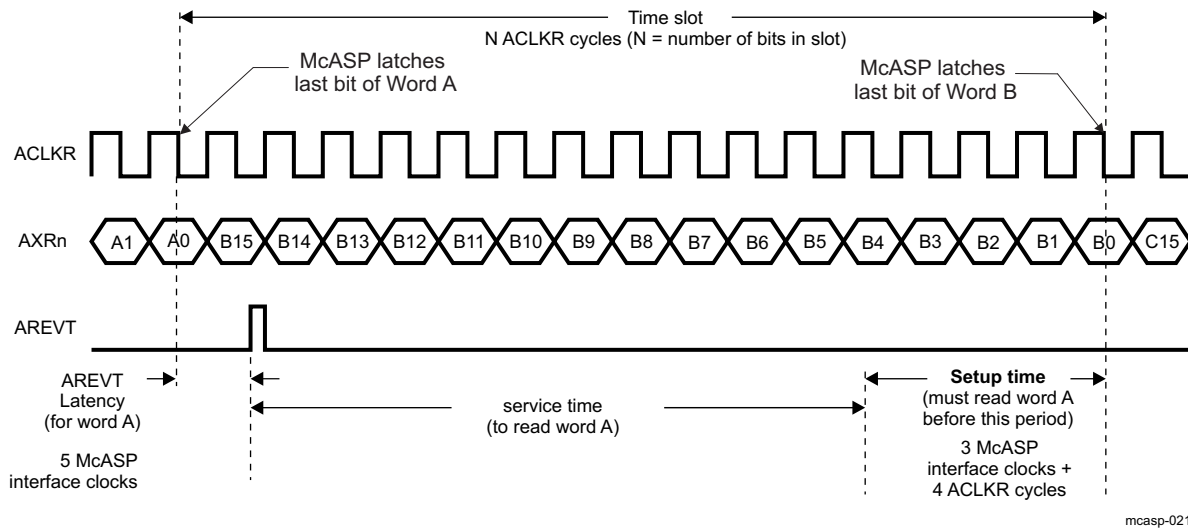 Time slot
N ACLKR cycles (N = number of bits in slot)
McASP latches
last bit of Word A
McASP latches
last bit of Word B
ACLKR
AXRn
A1 A0 B15 B14 B13 B12 B11 B10 B9 B8 B7 B6 B5 B4 B3 B2 B1 B0 C15
AREVT
AREVT
Latency
(for word A)
5 McASP
interface clocks
service time
(to read word A)
Setup time
(must read word A
before this period)
3 McASP
interface clocks +
4 ACLKR cycles
mcasp-021